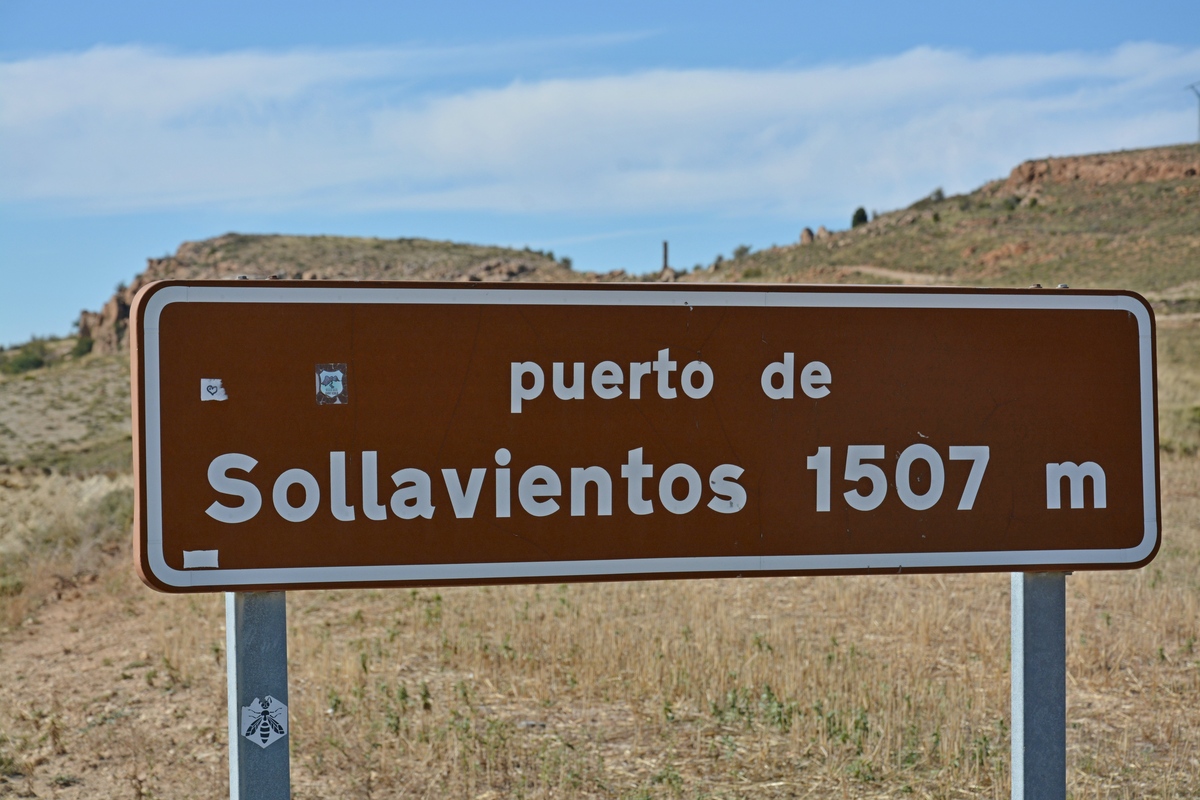 puerto de
Sollavientos 1507 m